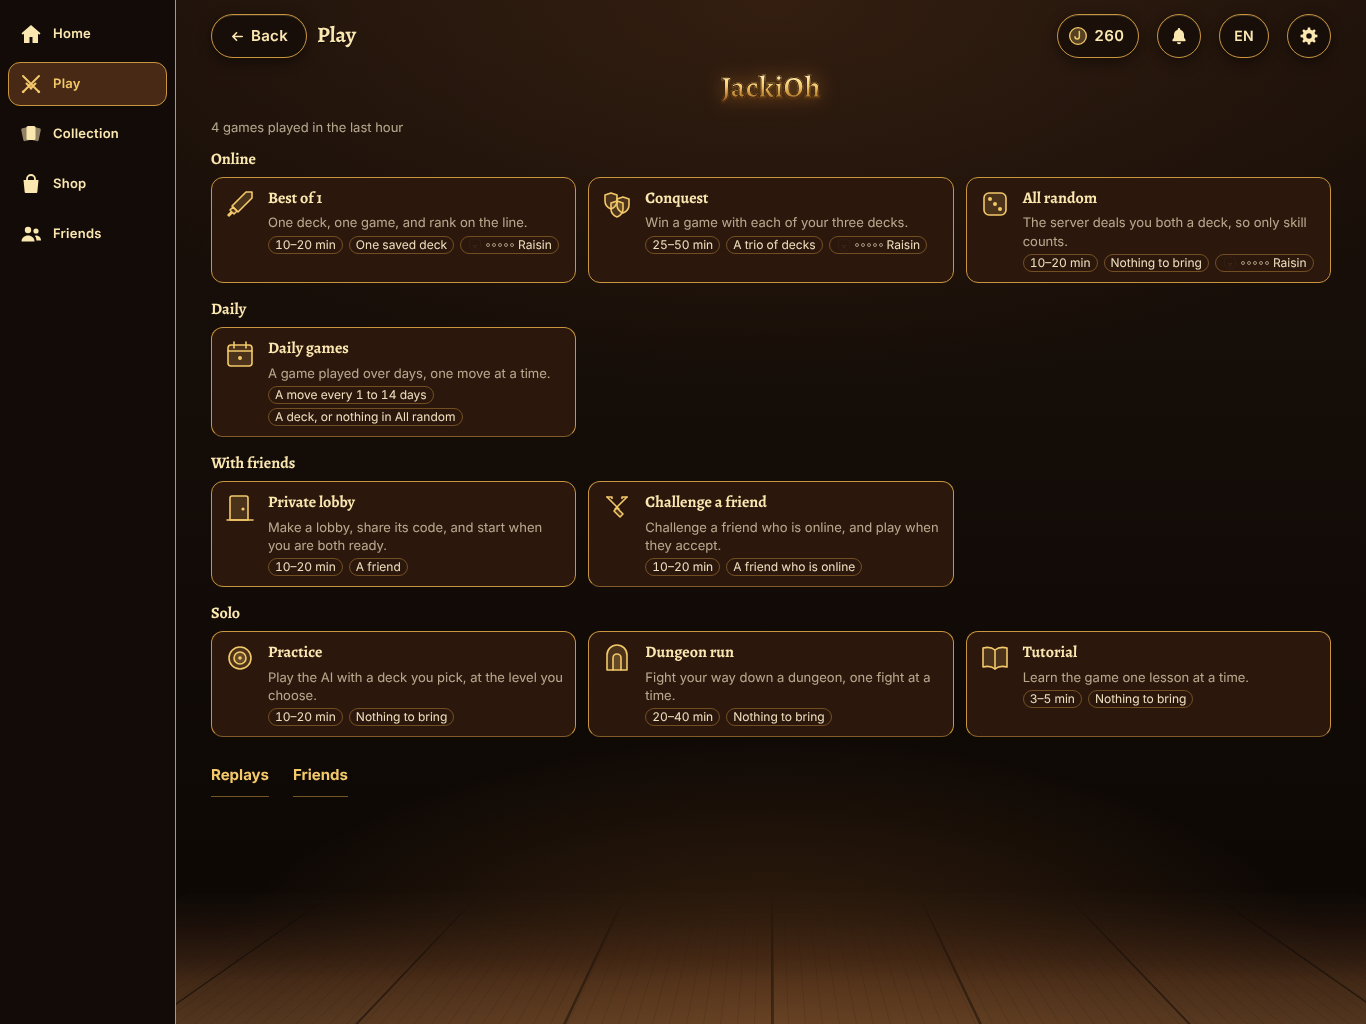 Home
Play
Collection
Shop
Friends
← Back
Play
J 260
EN
JackiOh
4 games played in the last hour
Online
Best of 1
One deck, one game, and rank on the line.
10–20 min
One saved deck
Raisin
Conquest
Win a game with each of your three decks.
25–50 min
A trio of decks
Raisin
All random
The server deals you both a deck, so only skill
counts.
10–20 min
Nothing to bring
Raisin
Daily
Daily games
A game played over days, one move at a time.
A move every 1 to 14 days
A deck, or nothing in All random
With friends
Private lobby
Make a lobby, share its code, and start when
you are both ready.
10–20 min
A friend
Challenge a friend
Challenge a friend who is online, and play when
they accept.
10–20 min
A friend who is online
Solo
Practice
Play the AI with a deck you pick, at the level you
choose.
10–20 min
Nothing to bring
Dungeon run
Fight your way down a dungeon, one fight at a
time.
20–40 min
Nothing to bring
Tutorial
Learn the game one lesson at a time.
3–5 min
Nothing to bring
Replays
Friends